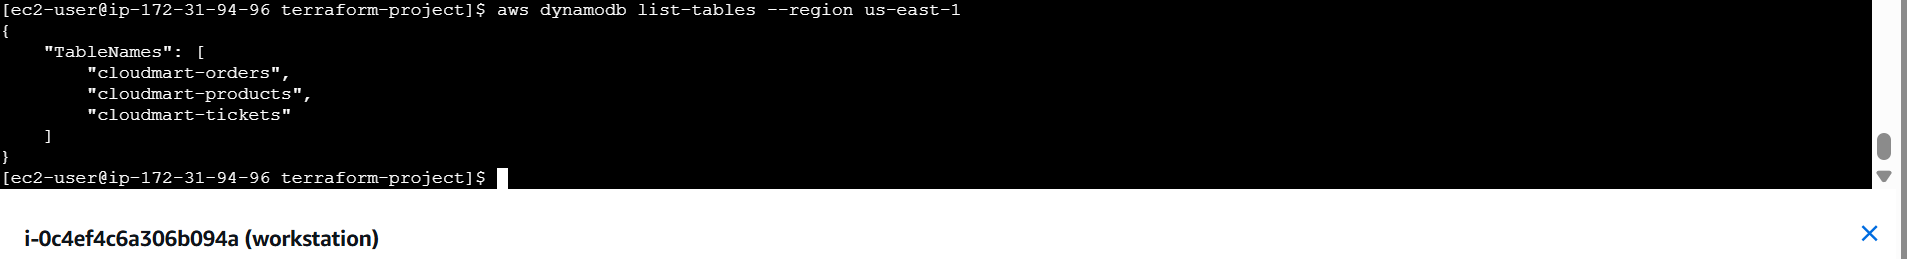 [ec2-user@ip-172-31-94-96 terraform-project]$ aws dynamodb list-tables --region us-east-1
{
    "TableNames": [
        "cloudmart-orders",
        "cloudmart-products",
        "cloudmart-tickets"
    ]
}
[ec2-user@ip-172-31-94-96 terraform-project]$
i-0c4ef4c6a306b094a (workstation)